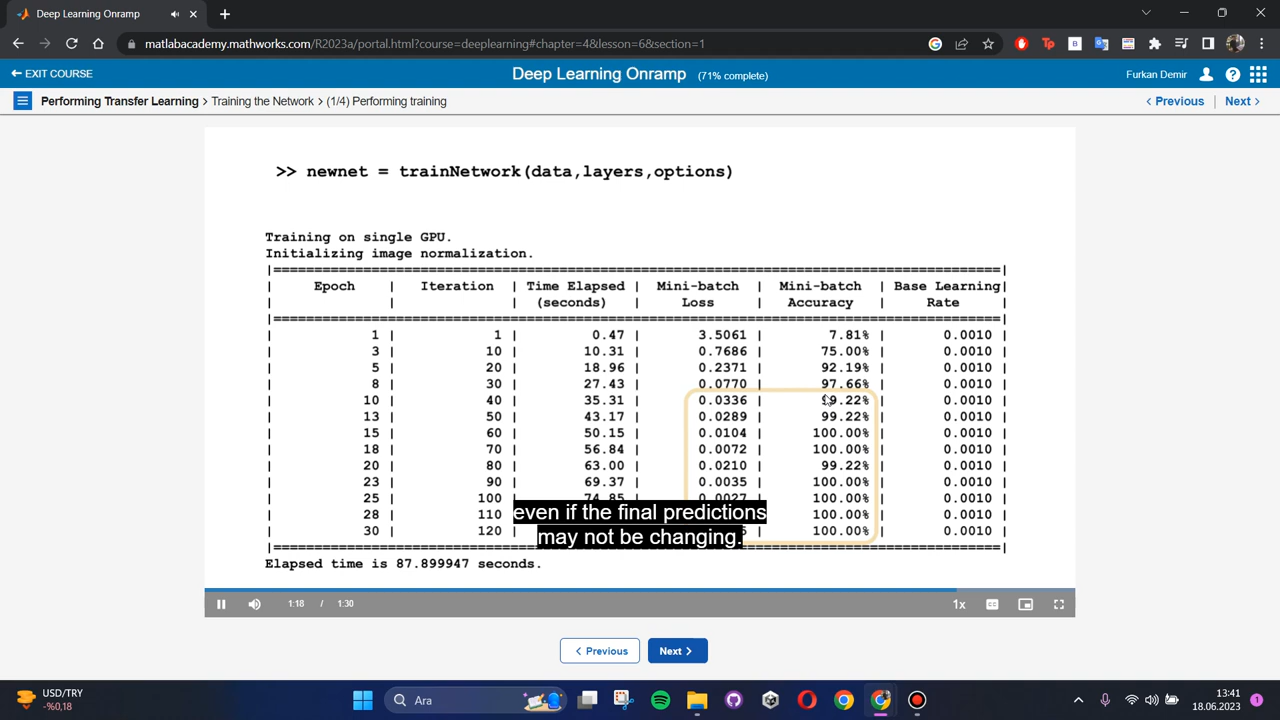 Deep Learning Onramp
matlabacademy.mathworks.com/R2023a/portal.html?course=deeplearning#chapter=4&lesson=6&section=1
EXIT COURSE
Deep Learning Onramp (71% complete)
Furkan Demir
Performing Transfer Learning > Training the Network > (1/4) Performing training
Previous
Next
>> newnet = trainNetwork(data,layers,options)
Training on single GPU.
Initializing image normalization.
|======================================================================================|
| Epoch | Iteration | Time Elapsed | Mini-batch | Mini-batch | Base Learning|
| | | (seconds) | Loss | Accuracy | Rate |
|======================================================================================|
| 1 | 1 | 0.47 | 3.5061 | 7.81% | 0.0010 |
| 3 | 10 | 10.31 | 0.7686 | 75.00% | 0.0010 |
| 5 | 20 | 18.96 | 0.2371 | 92.19% | 0.0010 |
| 8 | 30 | 27.43 | 0.0770 | 97.66% | 0.0010 |
| 10 | 40 | 35.31 | 0.0336 | 99.22% | 0.0010 |
| 13 | 50 | 43.17 | 0.0289 | 99.22% | 0.0010 |
| 15 | 60 | 50.15 | 0.0104 | 100.00% | 0.0010 |
| 18 | 70 | 56.84 | 0.0072 | 100.00% | 0.0010 |
| 20 | 80 | 63.00 | 0.0210 | 99.22% | 0.0010 |
| 23 | 90 | 69.37 | 0.0035 | 100.00% | 0.0010 |
| 25 | 100 | 74.85 | 0.0027 | 100.00% | 0.0010 |
| 28 | 110 | 100.00% | 0.0010 |
| 30 | 120 | 100.00% | 0.0010 |
|======================================================================================|
even if the final predictions
may not be changing.
Elapsed time is 87.899947 seconds.
1:18 / 1:30
1x
Previous
Next
USD/TRY
-%0,18
Ara
13:41
18.06.2023
1